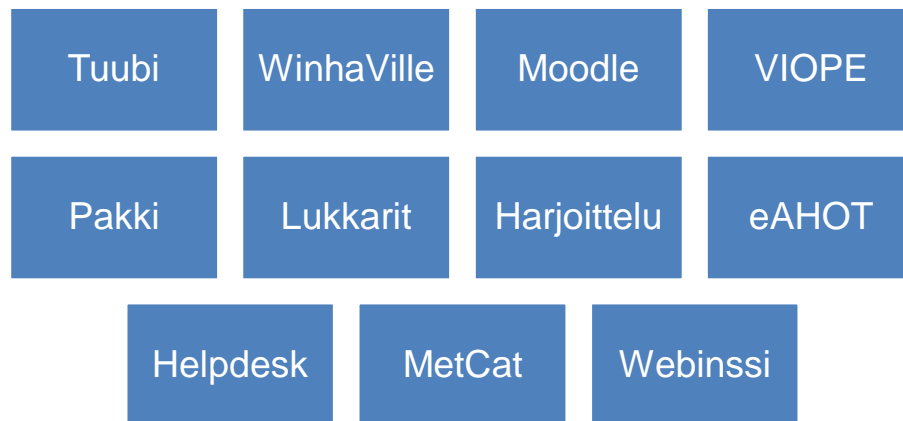 Tuubi
WinhaVille
Moodle
VIOPE
Pakki
Lukkarit
Harjoittelu
eAHOT
Helpdesk
MetCat
Webinssi